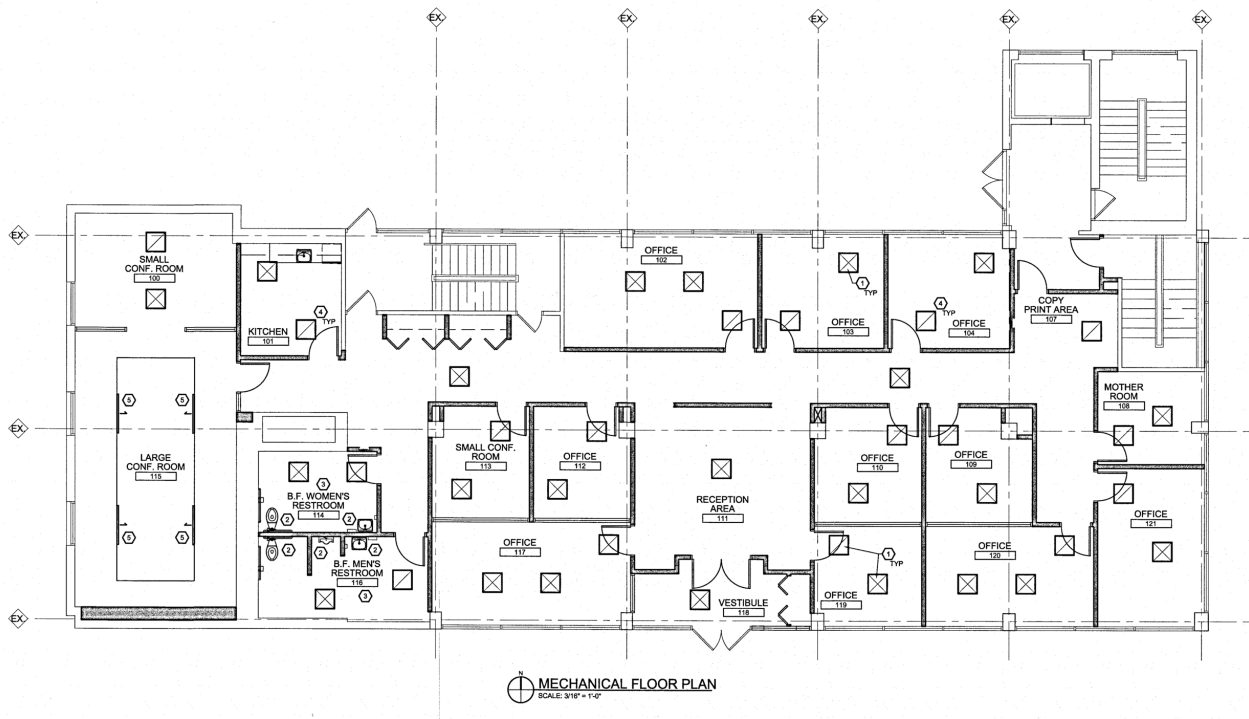 EX.
EX.
EX.
EX.
EX.
EX.
EX.
EX.
SMALL
CONF. ROOM
100
KITCHEN
101
4
TYP
OFFICE
102
1
TYP
OFFICE
103
4
TYP
OFFICE
104
COPY
PRINT AREA
107
MOTHER
ROOM
108
5
5
LARGE
CONF. ROOM
115
5
5
3
B.F. WOMEN'S
RESTROOM
114
2
2
2
2
2
B.F. MEN'S
RESTROOM
116
3
SMALL CONF.
ROOM
113
OFFICE
112
OFFICE
117
RECEPTION
AREA
111
VESTIBULE
118
OFFICE
110
OFFICE
109
1
TYP
OFFICE
119
OFFICE
120
OFFICE
121
N
MECHANICAL FLOOR PLAN
SCALE: 3/16" = 1'-0"